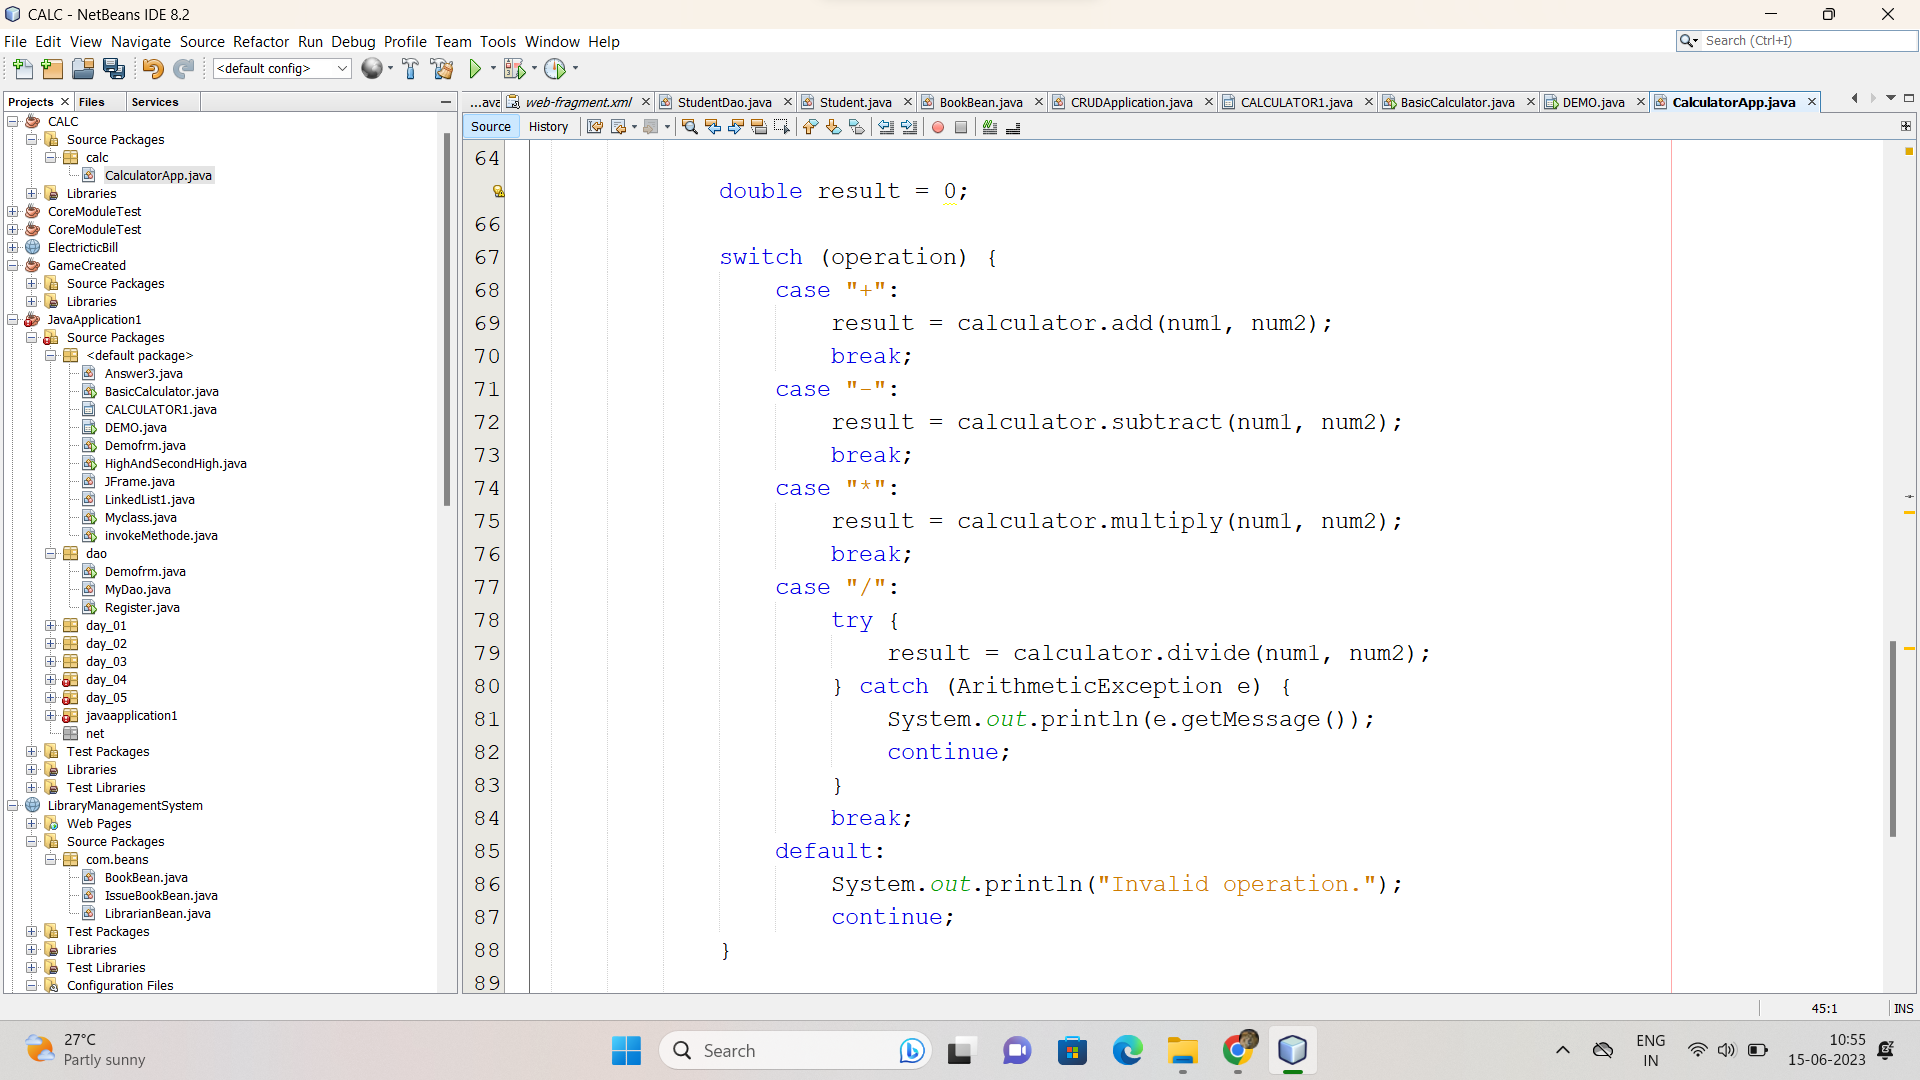 CALC - NetBeans IDE 8.2
File Edit View Navigate Source Refactor Run Debug Profile Team Tools Window Help
Search (Ctrl+I)
<default config>
Projects Files Services
...ava web-fragment.xml StudentDao.java Student.java BookBean.java CRUDApplication.java CALCULATOR1.java BasicCalculator.java DEMO.java CalculatorApp.java
Source History
CALC
Source Packages
calc
CalculatorApp.java
Libraries
CoreModuleTest
CoreModuleTest
ElectricticBill
GameCreated
Source Packages
Libraries
JavaApplication1
Source Packages
<default package>
Answer3.java
BasicCalculator.java
CALCULATOR1.java
DEMO.java
Demofrm.java
HighAndSecondHigh.java
JFrame.java
LinkedList1.java
Myclass.java
invokeMethode.java
dao
Demofrm.java
MyDao.java
Register.java
day_01
day_02
day_03
day_04
day_05
javaapplication1
net
Test Packages
Libraries
Test Libraries
LibraryManagementSystem
Web Pages
Source Packages
com.beans
BookBean.java
IssueBookBean.java
LibrarianBean.java
Test Packages
Libraries
Test Libraries
Configuration Files
64
double result = 0;
66
67 switch (operation) {
68 case "+":
69 result = calculator.add(num1, num2);
70 break;
71 case "-":
72 result = calculator.subtract(num1, num2);
73 break;
74 case "*":
75 result = calculator.multiply(num1, num2);
76 break;
77 case "/":
78 try {
79 result = calculator.divide(num1, num2);
80 } catch (ArithmeticException e) {
81 System.out.println(e.getMessage());
82 continue;
83 }
84 break;
85 default:
86 System.out.println("Invalid operation.");
87 continue;
88 }
89
45:1 INS
27°C
Partly sunny
Search
ENG
IN
10:55
15-06-2023